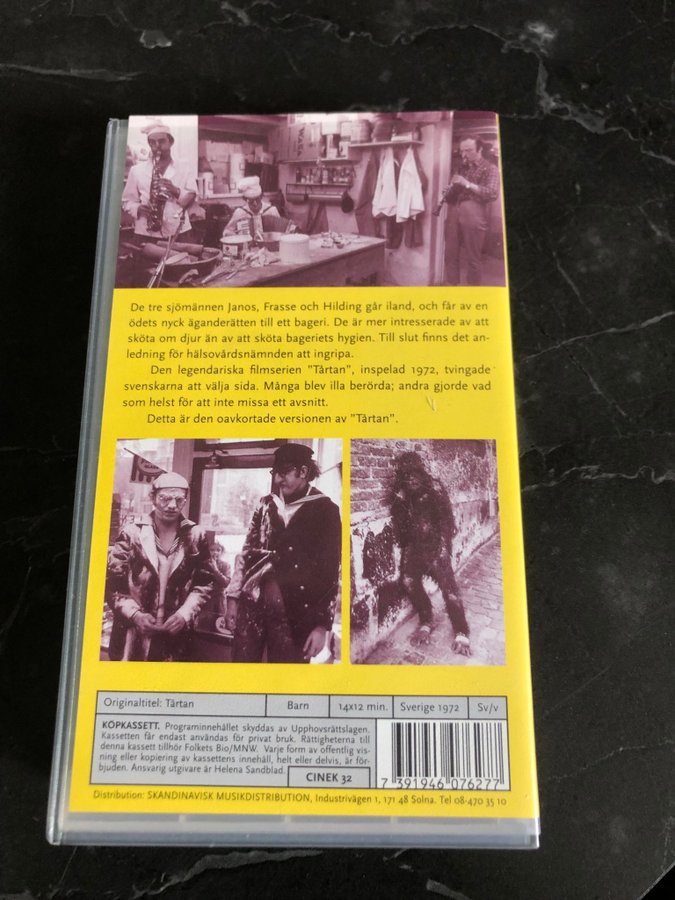 De tre sjömännen Janos, Frasse och Hilding går iland, och får av en
ödets nyck äganderätten till ett bageri. De är mer intresserade av att
sköta om djur än av att sköta bageriets hygien. Till slut finns det an-
ledning för hälsovårdsnämnden att ingripa.
Den legendariska filmserien ”Tårtan”, inspelad 1972, tvingade
svenskarna att välja sida. Många blev illa berörda; andra gjorde vad
som helst för att inte missa ett avsnitt.
Detta är den oavkortade versionen av ”Tårtan”.
Originaltitel: Tårtan Barn 14x12 min. Sverige 1972 Sv/v
KÖPKASSETT. Programinnehållet skyddas av Upphovsrättslagen.
Kassetten får endast användas för privat bruk. Rättigheterna till
denna kassett tillhör Folkets Bio/MNW. Varje form av offentlig vis-
ning eller kopiering av kassettens innehåll, helt eller delvis, är för-
bjuden. Ansvarig utgivare är Helena Sandblad.
CINEK 32
7 391946 076277
Distribution: SKANDINAVISK MUSIKDISTRIBUTION, Industrivägen 1, 171 48 Solna. Tel 08-470 35 10